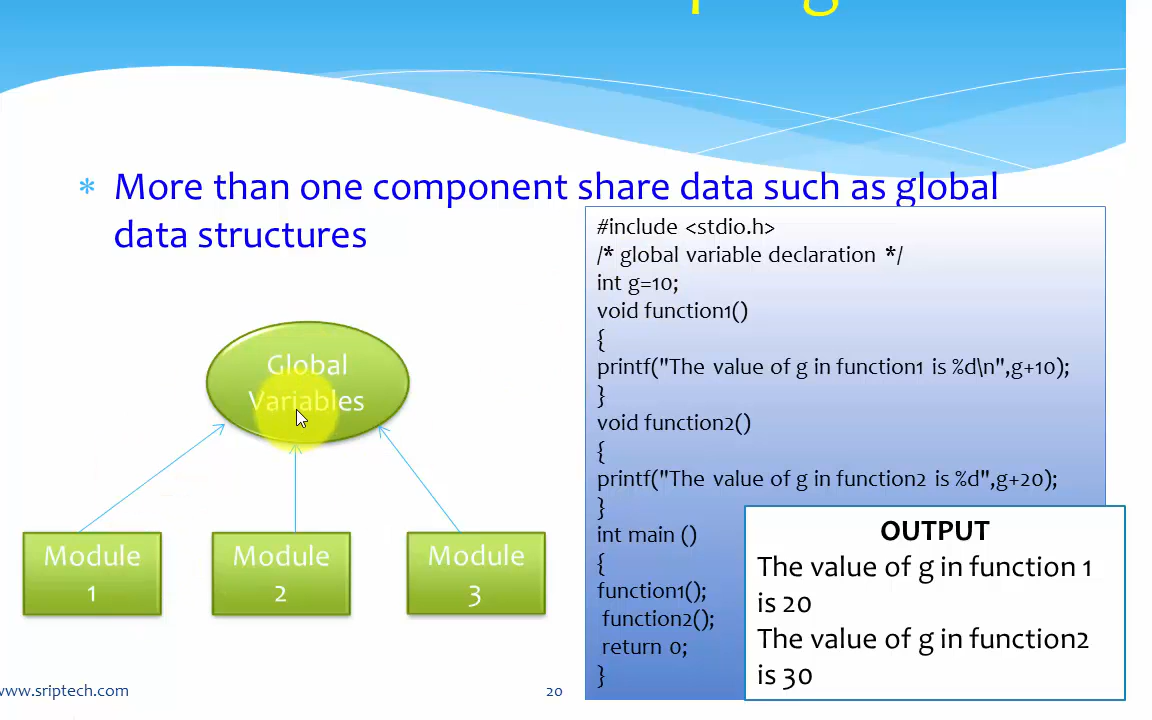 * More than one component share data such as global
data structures
Global
Variables
Module
1
Module
2
Module
3
#include <stdio.h>
/* global variable declaration */
int g=10;
void function1()
{
printf("The value of g in function1 is %d\n",g+10);
}
void function2()
{
printf("The value of g in function2 is %d",g+20);
}
int main ()
{
function1();
function2();
return 0;
}
OUTPUT
The value of g in function 1
is 20
The value of g in function2
is 30
www.sriptech.com
20